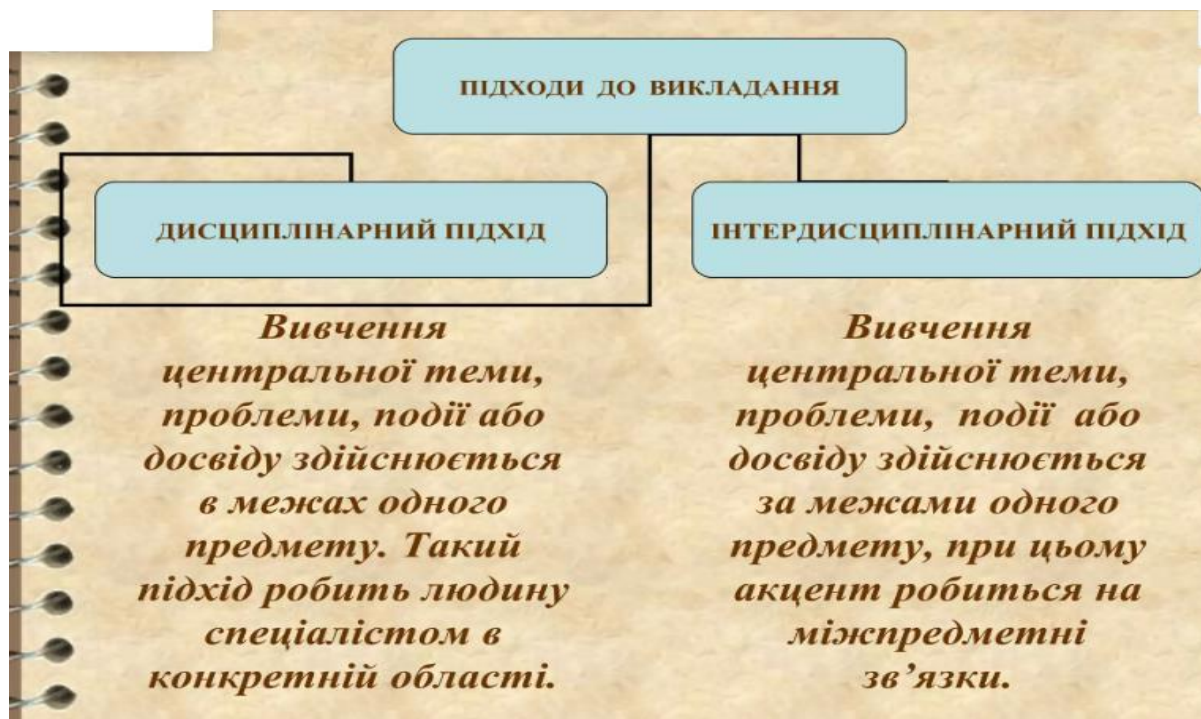 ПІДХОДИ ДО ВИКЛАДАННЯ
ДИСЦИПЛІНАРНИЙ ПІДХІД
Вивчення
центральної теми,
проблеми, події або
досвіду здійснюється
в межах одного
предмету. Такий
підхід робить людину
спеціалістом в
конкретній області.
ІНТЕРДИСЦИПЛІНАРНИЙ ПІДХІД
Вивчення
центральної теми,
проблеми, події або
досвіду здійснюється
за межами одного
предмету, при цьому
акцент робиться на
міжпредметні
зв’язки.